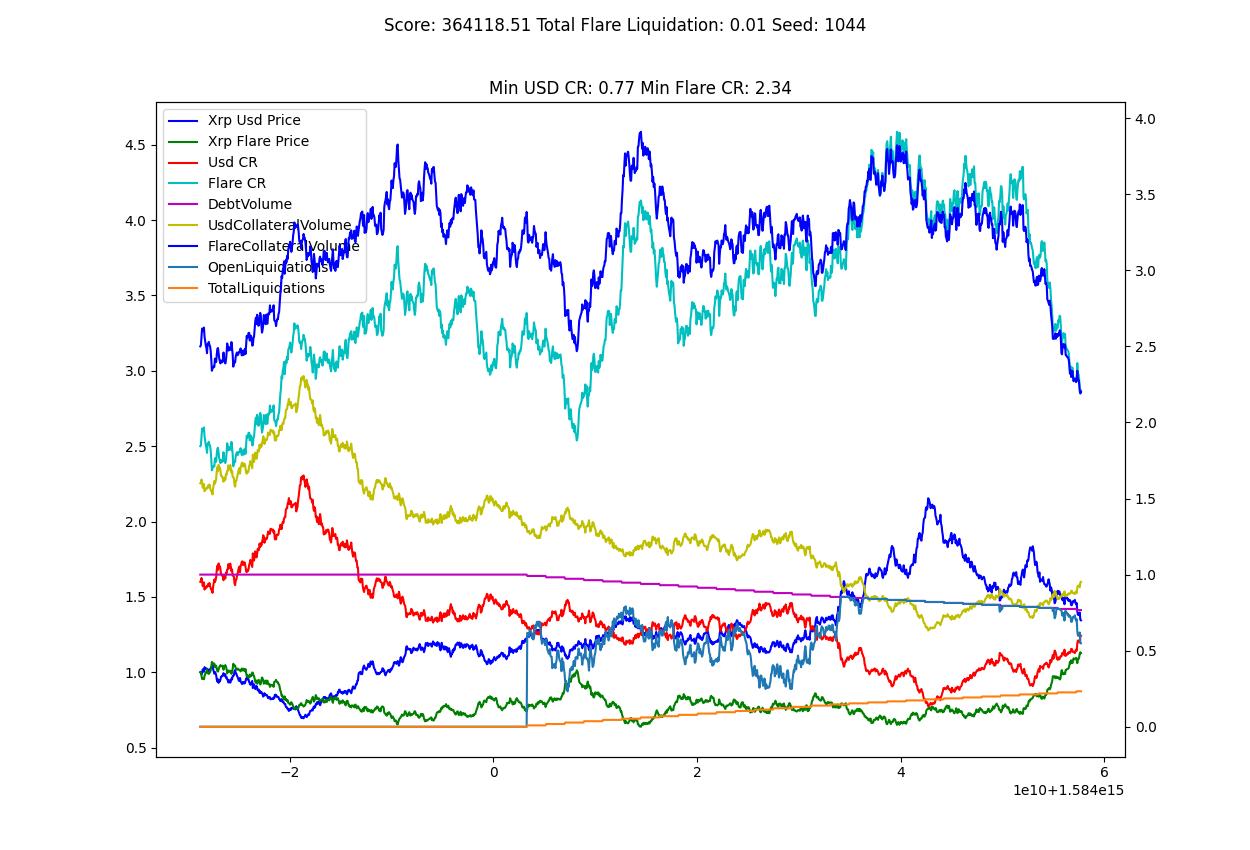 Score: 364118.51 Total Flare Liquidation: 0.01 Seed: 1044
Min USD CR: 0.77 Min Flare CR: 2.34
Xrp Usd Price
Xrp Flare Price
Usd CR
Flare CR
DebtVolume
UsdCollateralVolume
FlareCollateralVolume
OpenLiquidations
TotalLiquidations
4.5
4.0
3.5
3.0
2.5
2.0
1.5
1.0
0.5
4.0
3.5
3.0
2.5
2.0
1.5
1.0
0.5
0.0
−2 0 2 4 6
1e10+1.584e15